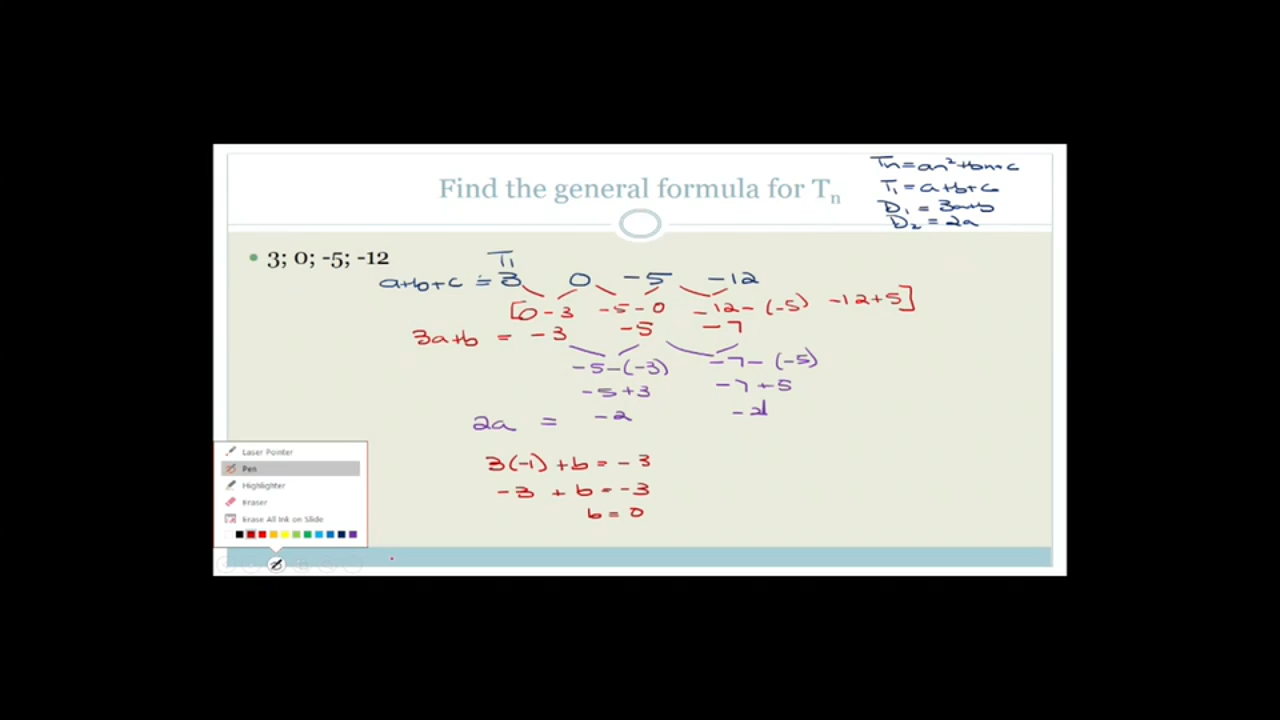 Tn = an² + bn + c
T₁ = a+b+c
D₁ = 3a+b
D₂ = 2a
Find the general formula for Tn
• 3; 0; -5; -12
T₁
a+b+c = 3 0 -5 -12
[0-3 -5-0 -12-(-5) -12+5]
3a+b = -3 -5 -7
-5-(-3) -7-(-5)
-5+3 -7+5
2a = -2 -2
3(-1) + b = -3
-3 + b = -3
b = 0
Laser Pointer
Pen
Highlighter
Eraser
Erase All Ink on Slide